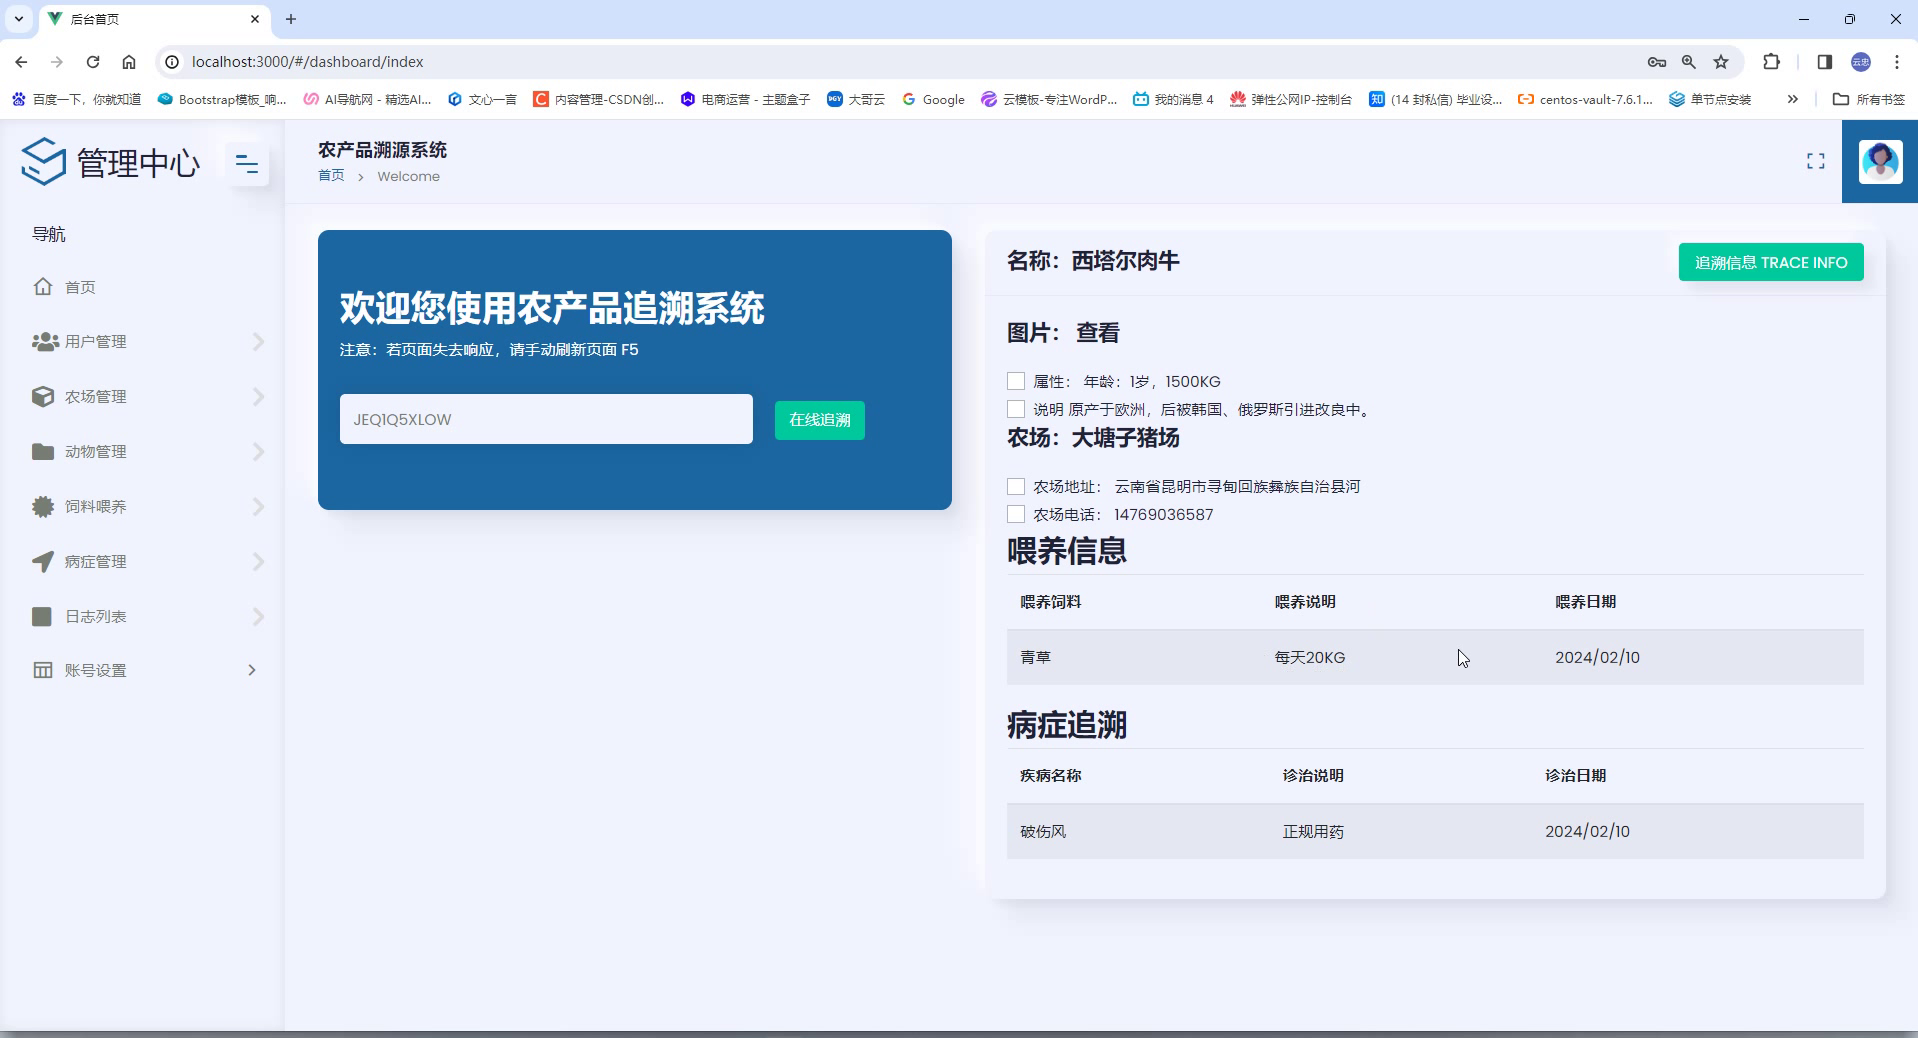 后台首页
localhost:3000/#/dashboard/index
云忠
百度一下，你就知道
Bootstrap模板_响...
AI导航网 - 精选AI...
文心一言
内容管理-CSDN创...
电商运营 - 主题盒子
大哥云
Google
云模板-专注WordP...
我的消息 4
弹性公网IP-控制台
(14 封私信) 毕业设...
centos-vault-7.6.1...
单节点安装
所有书签
管理中心
农产品溯源系统
首页 > Welcome
导航
首页
用户管理
农场管理
动物管理
饲料喂养
病症管理
日志列表
账号设置
欢迎您使用农产品追溯系统
注意：若页面失去响应，请手动刷新页面 F5
JEQ1Q5XLOW
在线追溯
名称：西塔尔肉牛
追溯信息 TRACE INFO
图片： 查看
属性： 年龄：1岁，1500KG
说明 原产于欧洲，后被韩国、俄罗斯引进改良中。
农场：大塘子猪场
农场地址： 云南省昆明市寻甸回族彝族自治县河
农场电话： 14769036587
喂养信息
喂养饲料 喂养说明 喂养日期
青草 每天20KG 2024/02/10
病症追溯
疾病名称 诊治说明 诊治日期
破伤风 正规用药 2024/02/10